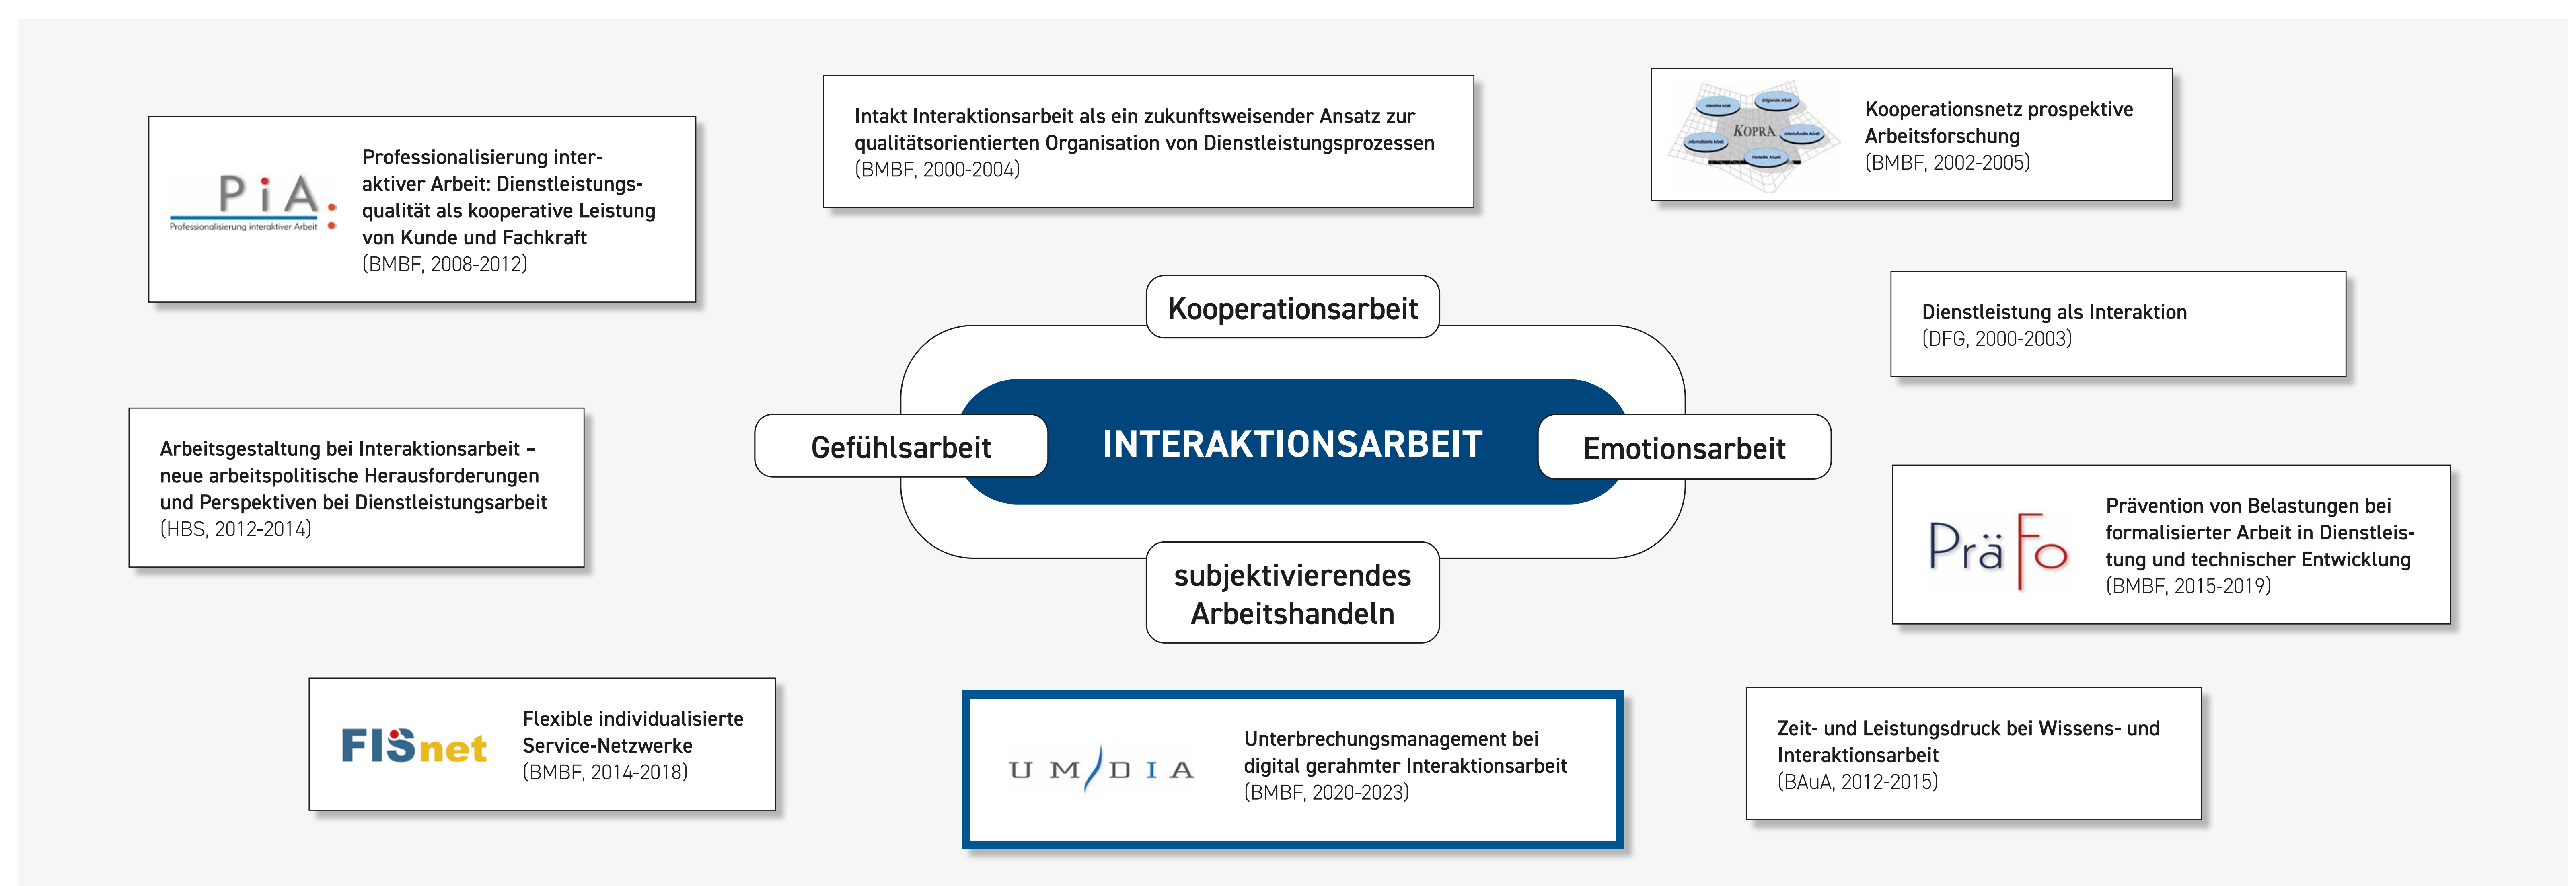 PiA:
Professionalisierung interaktiver Arbeit
Professionalisierung inter-
aktiver Arbeit: Dienstleistungs-
qualität als kooperative Leistung
von Kunde und Fachkraft
(BMBF, 2008-2012)
Intakt Interaktionsarbeit als ein zukunftsweisender Ansatz zur
qualitätsorientierten Organisation von Dienstleistungsprozessen
(BMBF, 2000-2004)
KOPRA
Kooperationsnetz prospektive
Arbeitsforschung
(BMBF, 2002-2005)
Dienstleistung als Interaktion
(DFG, 2000-2003)
Kooperationsarbeit
Gefühlsarbeit
INTERAKTIONSARBEIT
Emotionsarbeit
subjektivierendes
Arbeitshandeln
Arbeitsgestaltung bei Interaktionsarbeit –
neue arbeitspolitische Herausforderungen
und Perspektiven bei Dienstleistungsarbeit
(HBS, 2012-2014)
PräFo
Prävention von Belastungen bei
formalisierter Arbeit in Dienstleis-
tung und technischer Entwicklung
(BMBF, 2015-2019)
FISnet
Flexible individualisierte
Service-Netzwerke
(BMBF, 2014-2018)
UM/DIA
Unterbrechungsmanagement bei
digital gerahmter Interaktionsarbeit
(BMBF, 2020-2023)
Zeit- und Leistungsdruck bei Wissens- und
Interaktionsarbeit
(BAuA, 2012-2015)